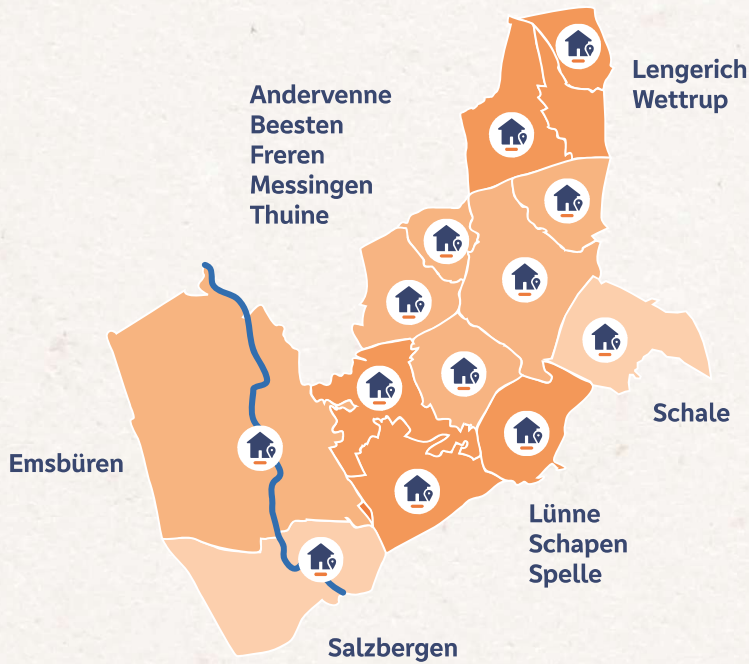 Lengerich
Wettrup
Andervenne
Beesten
Freren
Messingen
Thuine
Schale
Emsbüren
Lünne
Schapen
Spelle
Salzbergen